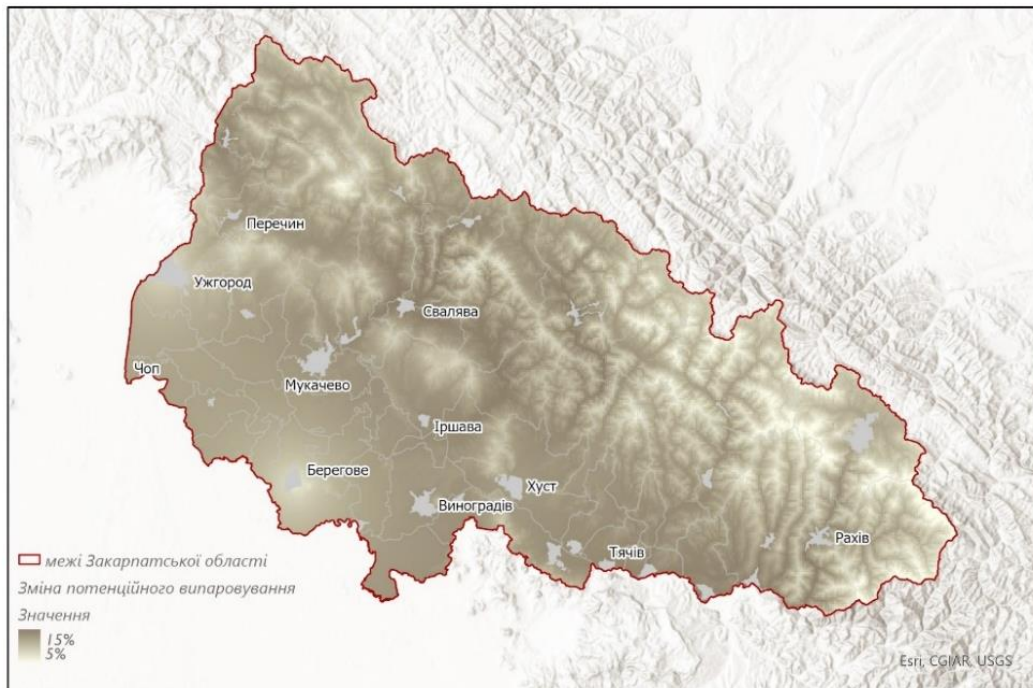 Перечин
Ужгород
Свалява
Чоп
Мукачево
Іршава
Берегове
Хуст
Виноградів
Рахів
Тячів
межі Закарпатської області
Зміна потенційного випаровування
Значення
15%
5%
Esri, CGIAR, USGS